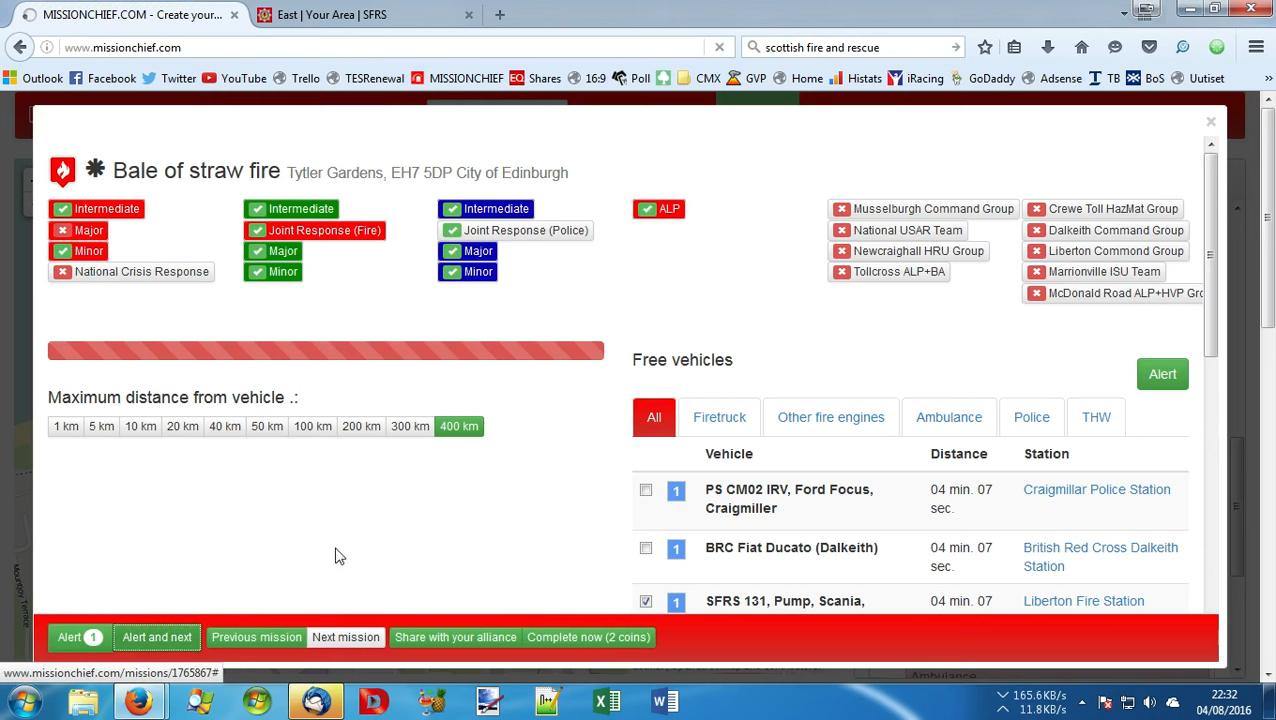 MISSIONCHIEF.COM - Create your...
East | Your Area | SFRS
www.missionchief.com
scottish fire and rescue
Outlook Facebook Twitter YouTube Trello TESRenewal MISSIONCHIEF EQ Shares 16:9 Poll CMX GVP Home Histats iRacing GoDaddy Adsense T TB BoS Uutiset »
Bale of straw fire Tytler Gardens, EH7 5DP City of Edinburgh
Intermediate Intermediate Intermediate ALP Musselburgh Command Group Crewe Toll HazMat Group
Major Joint Response (Fire) Joint Response (Police) National USAR Team Dalkeith Command Group
Minor Major Major Newcraighall HRU Group Liberton Commond Group
National Crisis Response Minor Minor Tollcross ALP+BA Marrionville ISU Team
McDonald Road ALP+HVP Gro
Free vehicles
Alert
Maximum distance from vehicle .:
1 km 5 km 10 km 20 km 40 km 50 km 100 km 200 km 300 km 400 km
All Firetruck Other fire engines Ambulance Police THW
Vehicle Distance Station
1 PS CM02 IRV, Ford Focus, Craigmiller 04 min. 07 sec. Craigmillar Police Station
1 BRC Fiat Ducato (Dalkeith) 04 min. 07 sec. British Red Cross Dalkeith Station
1 SFRS 131, Pump, Scania, 04 min. 07 Liberton Fire Station
Alert 1 Alert and next Previous mission Next mission Share with your alliance Complete now (2 coins)
www.missionchief.com/missions/1765867#
Ambulance
165.6KB/s
11.8KB/s
22:32
04/08/2016